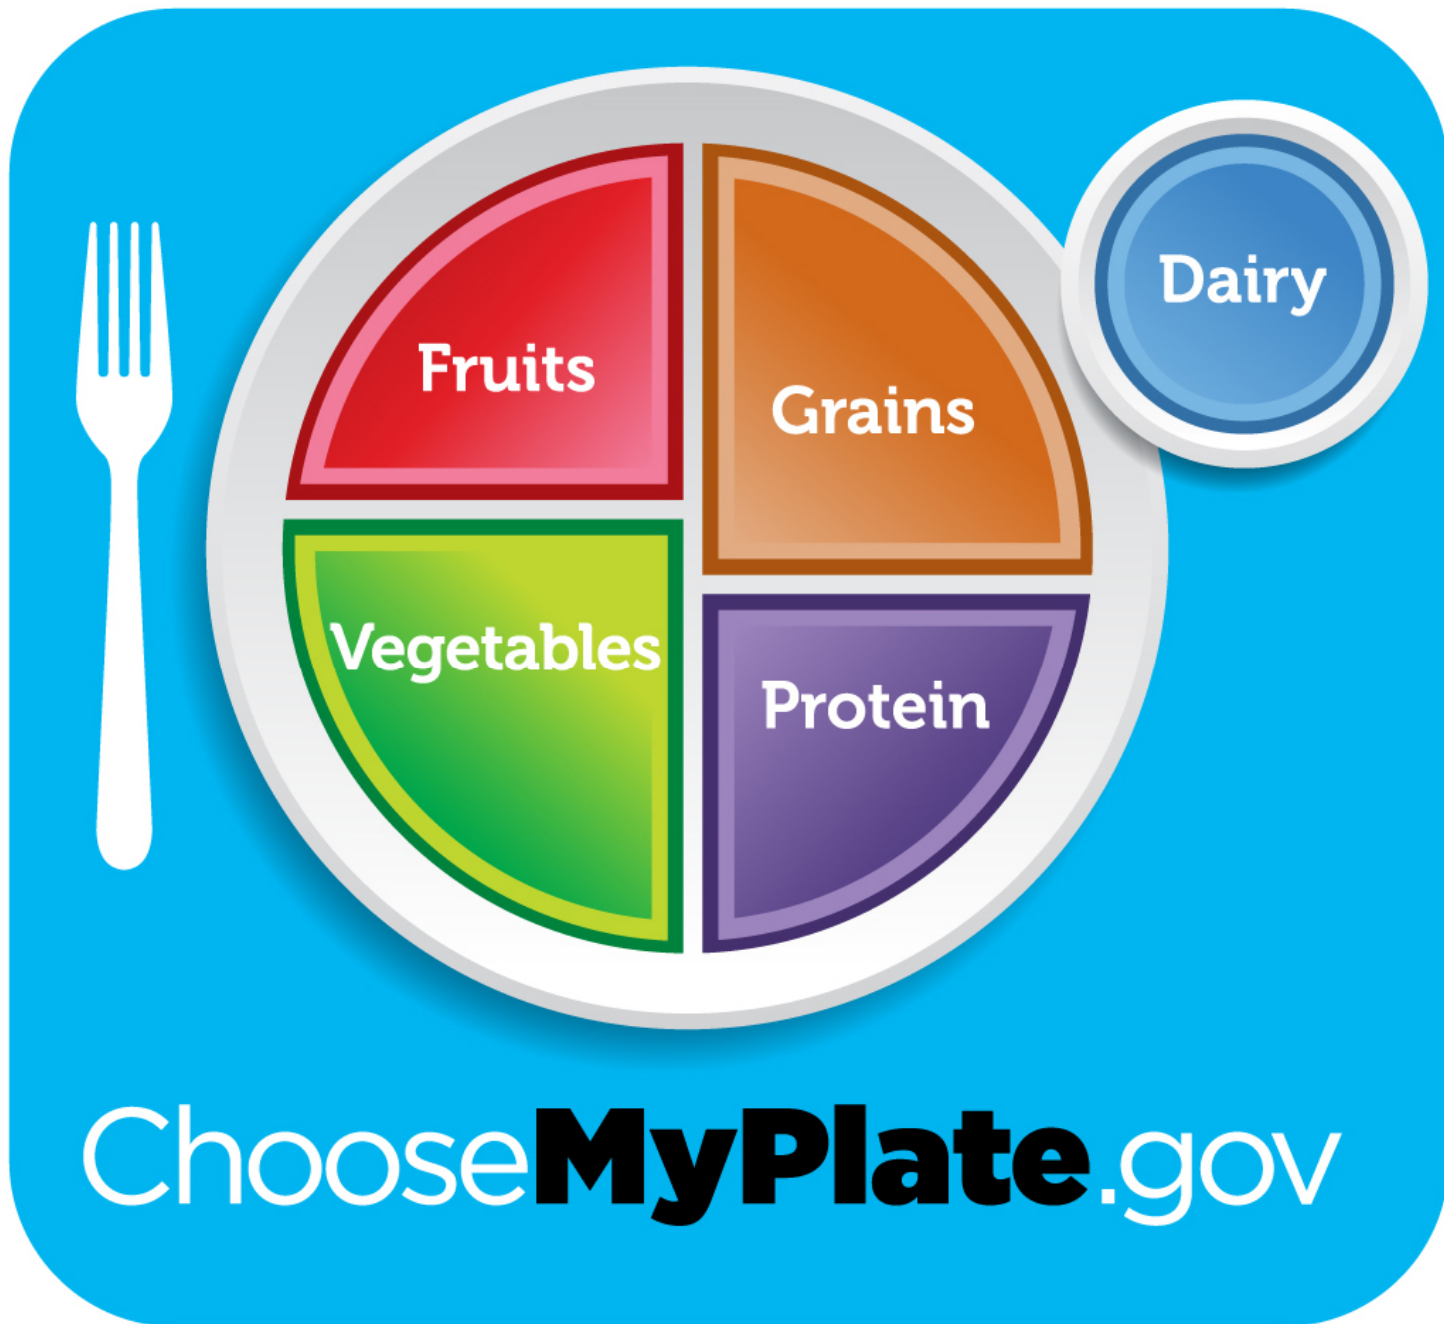 Dairy
Fruits
Grains
Vegetables
Protein
ChooseMyPlate.gov